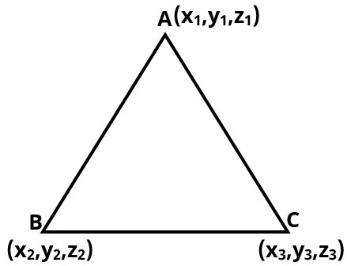 A(x₁,y₁,z₁)
B
C
(x₂,y₂,z₂)
(x₃,y₃,z₃)